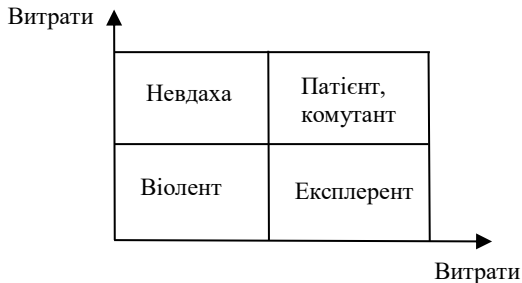 Витрати
Невдаха
Патієнт,
комутант
Віолент
Експлерент
Витрати